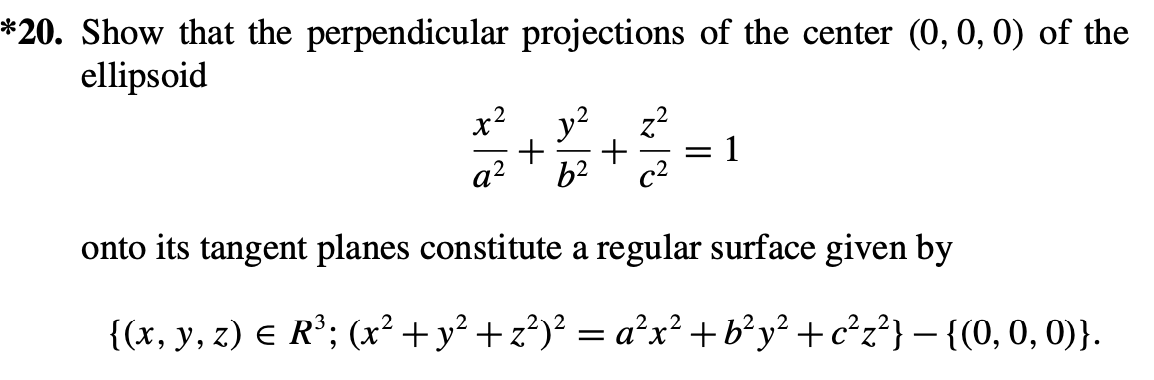 *20. Show that the perpendicular projections of the center (0, 0, 0) of the
ellipsoid
x²/a² + y²/b² + z²/c² = 1
onto its tangent planes constitute a regular surface given by
{(x, y, z) ∈ R³; (x² + y² + z²)² = a²x² + b²y² + c²z²} − {(0, 0, 0)}.